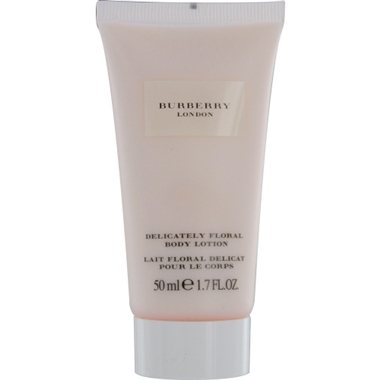 BURBERRY
LONDON
DELICATELY FLORAL
BODY LOTION
LAIT FLORAL DELICAT
POUR LE CORPS
50 ml ℮ 1.7 FL.OZ.